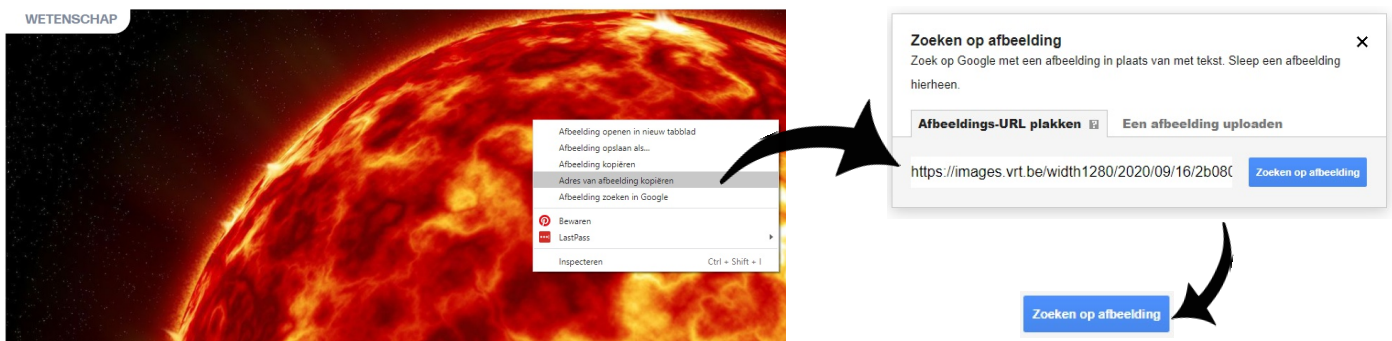 WETENSCHAP
Afbeelding openen in nieuw tabblad
Afbeelding opslaan als...
Afbeelding kopiëren
Adres van afbeelding kopiëren
Afbeelding zoeken in Google
Bewaren
LastPass
Inspecteren Ctrl + Shift + I
Zoeken op afbeelding
Zoek op Google met een afbeelding in plaats van met tekst. Sleep een afbeelding
hierheen.
Afbeeldings-URL plakken ? Een afbeelding uploaden
https://images.vrt.be/width1280/2020/09/16/2b080 Zoeken op afbeelding
Zoeken op afbeelding